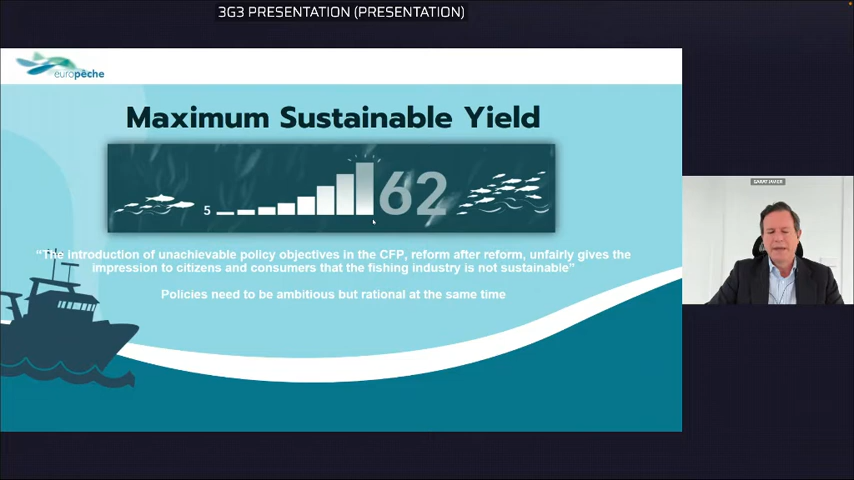 3G3 PRESENTATION (PRESENTATION)
europêche
Maximum Sustainable Yield
5
62
"The introduction of unachievable policy objectives in the CFP, reform after reform, unfairly gives the
impression to citizens and consumers that the fishing industry is not sustainable"
Policies need to be ambitious but rational at the same time
GARAT JAVIER